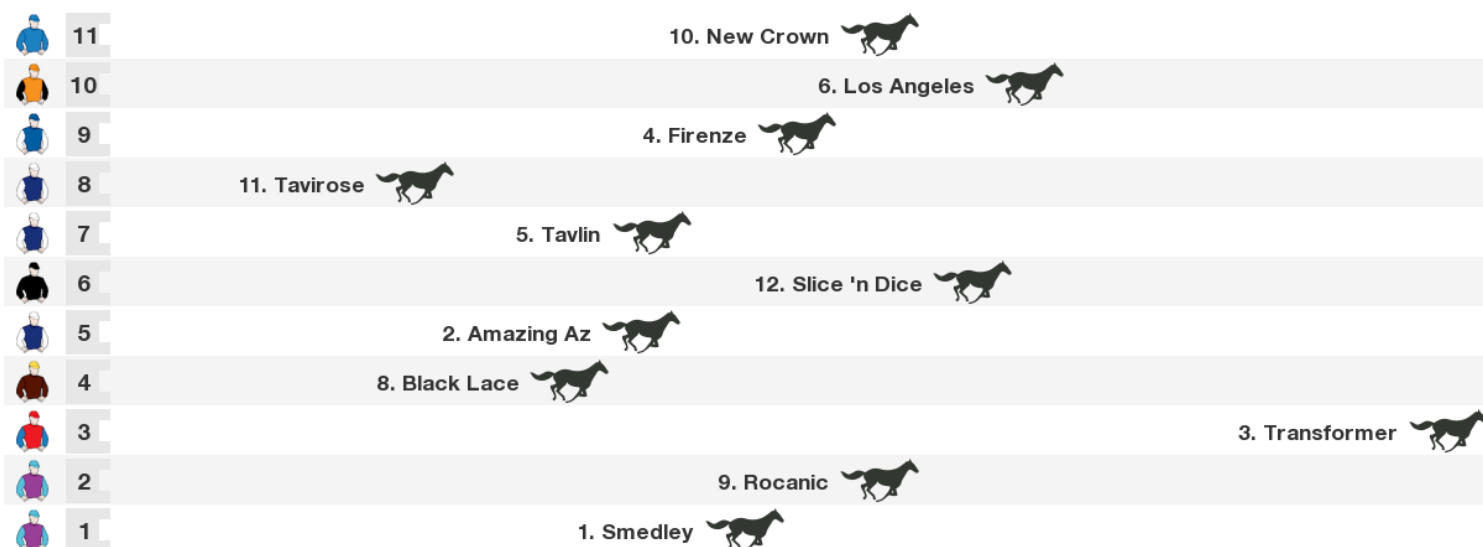 11 10. New Crown
10 6. Los Angeles
9 4. Firenze
8 11. Tavirose
7 5. Tavlin
6 12. Slice 'n Dice
5 2. Amazing Az
4 8. Black Lace
3 3. Transformer
2 9. Rocanic
1 1. Smedley